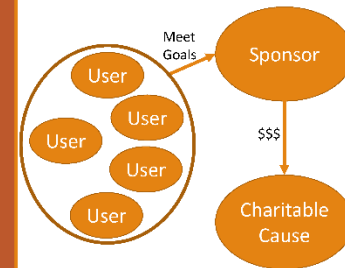 Meet
Goals
Sponsor
User
User
User
User
User
$$$
Charitable
Cause